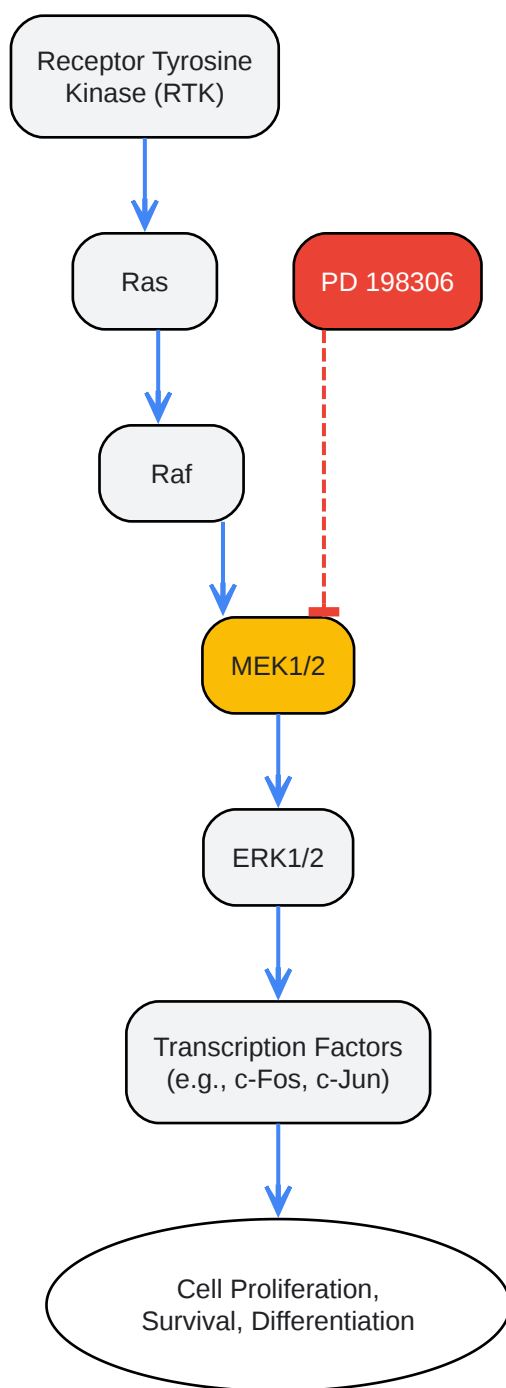 Receptor Tyrosine
Kinase (RTK)
Ras
PD 198306
Raf
MEK1/2
ERK1/2
Transcription Factors
(e.g., c-Fos, c-Jun)
Cell Proliferation,
Survival, Differentiation